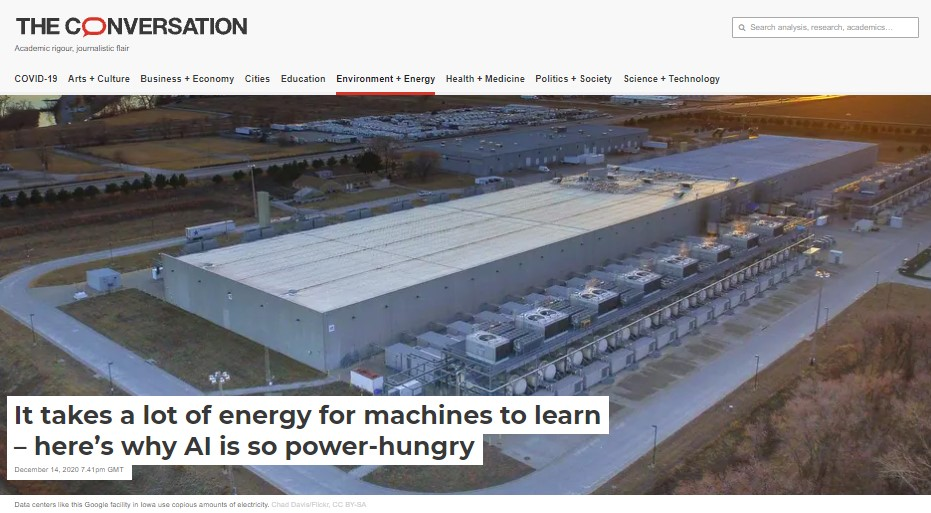 THE CONVERSATION
Academic rigour, journalistic flair
Search analysis, research, academics…
COVID-19 Arts + Culture Business + Economy Cities Education Environment + Energy Health + Medicine Politics + Society Science + Technology
It takes a lot of energy for machines to learn
– here’s why AI is so power-hungry
December 14, 2020 7.41pm GMT
Data centers like this Google facility in Iowa use copious amounts of electricity. Chad Davis/Flickr, CC BY-SA